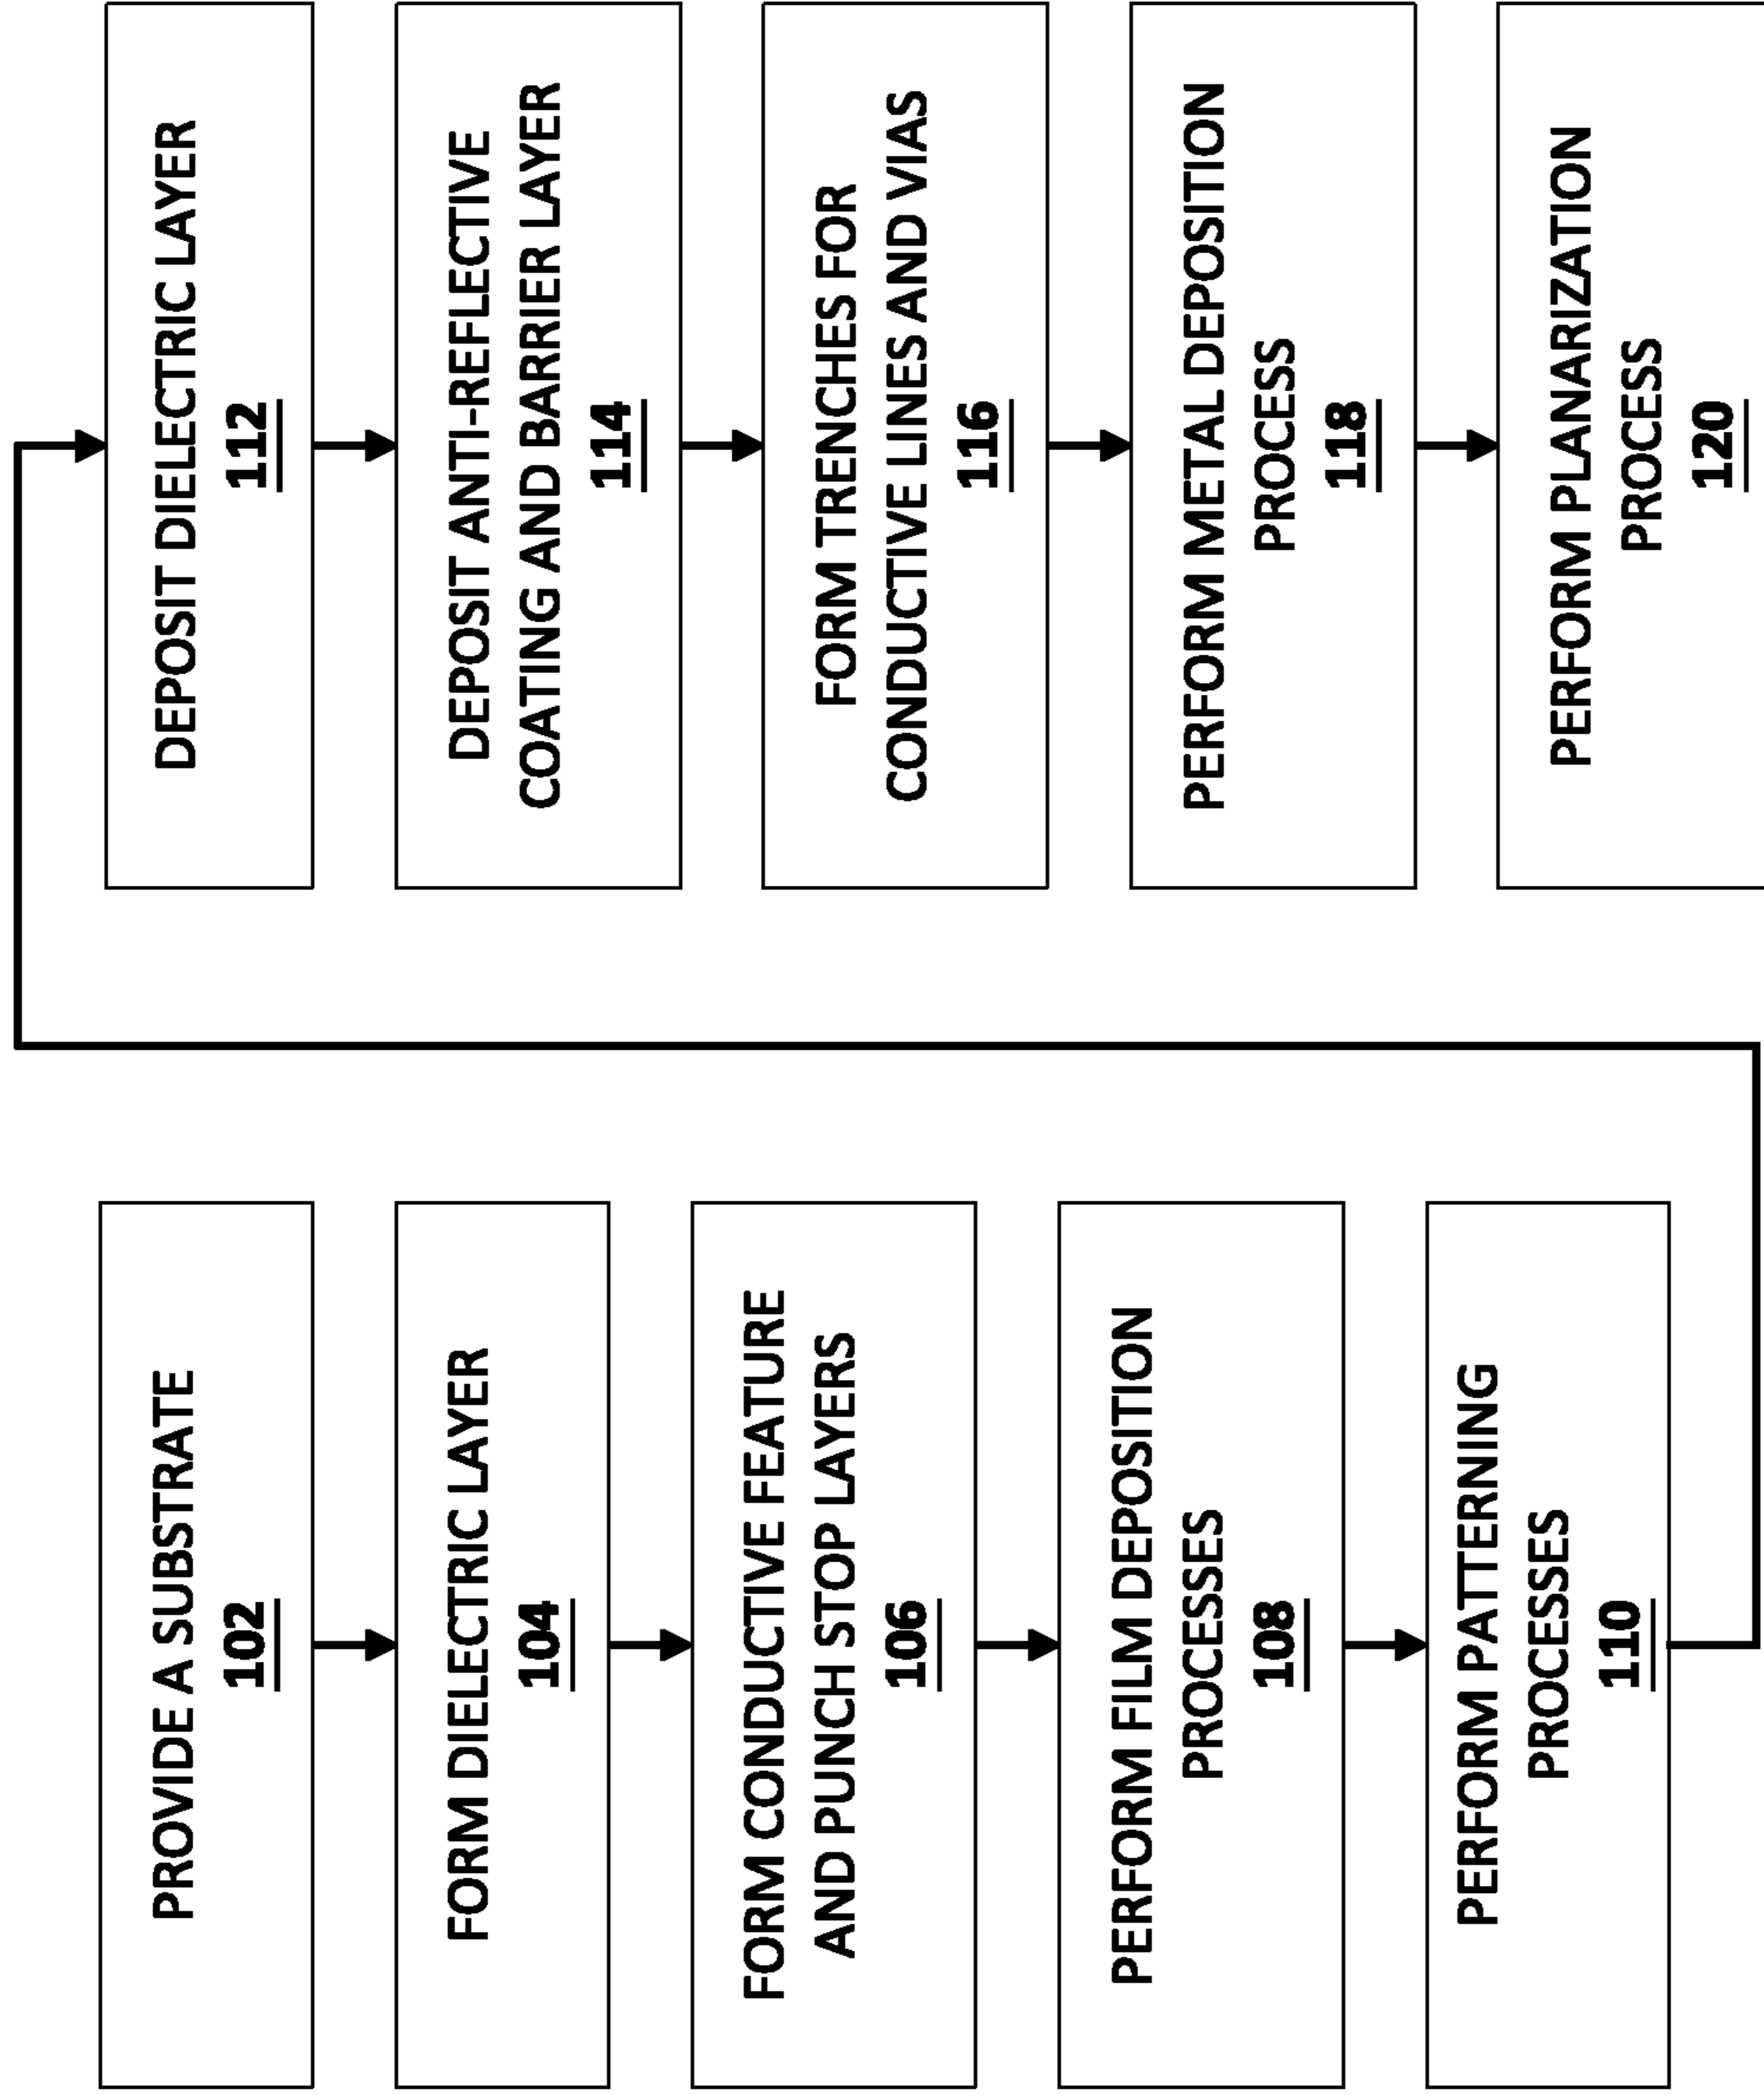 PROVIDE A SUBSTRATE
102
FORM DIELECTRIC LAYER
104
FORM CONDUCTIVE FEATURE
AND PUNCH STOP LAYERS
106
PERFORM FILM DEPOSITION
PROCESSES
108
PERFORM PATTERNING
PROCESSES
110
DEPOSIT DIELECTRIC LAYER
112
DEPOSIT ANTI-REFLECTIVE
COATING AND BARRIER LAYER
114
FORM TRENCHES FOR
CONDUCTIVE LINES AND VIAS
116
PERFORM METAL DEPOSITION
PROCESS
118
PERFORM PLANARIZATION
PROCESS
120